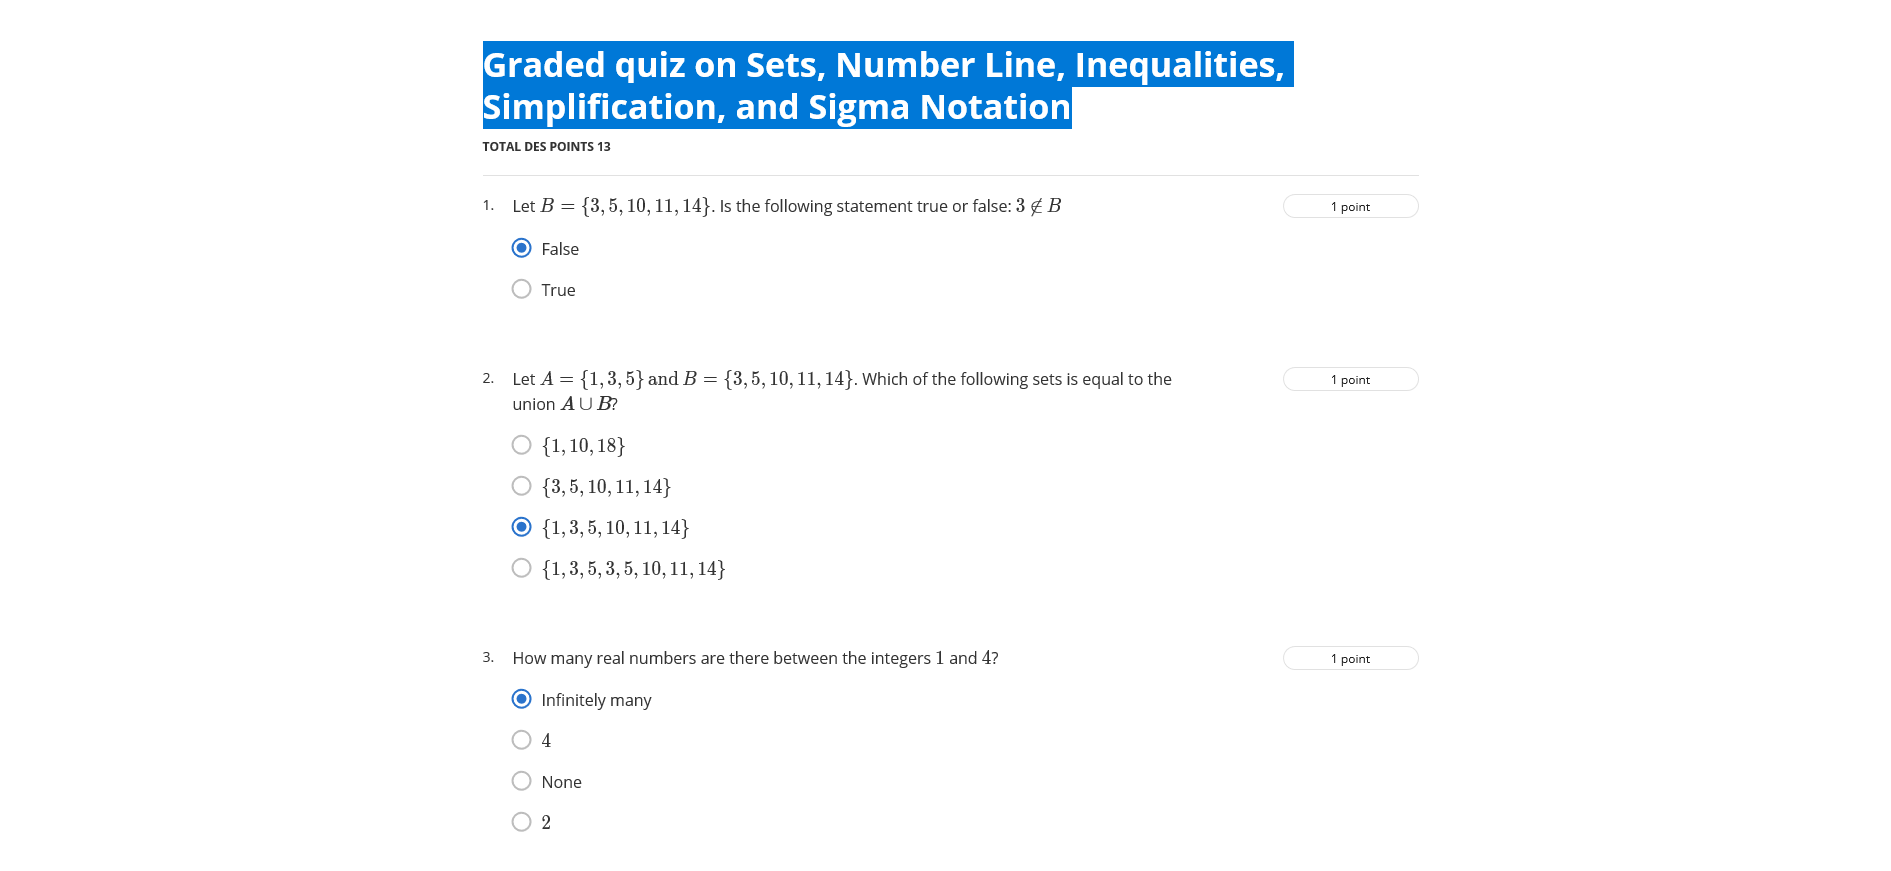 Graded quiz on Sets, Number Line, Inequalities,
Simplification, and Sigma Notation
TOTAL DES POINTS 13
1. Let B = {3, 5, 10, 11, 14}. Is the following statement true or false: 3 ∉ B
1 point
False
True
2. Let A = {1, 3, 5} and B = {3, 5, 10, 11, 14}. Which of the following sets is equal to the
union A ∪ B?
1 point
{1, 10, 18}
{3, 5, 10, 11, 14}
{1, 3, 5, 10, 11, 14}
{1, 3, 5, 3, 5, 10, 11, 14}
3. How many real numbers are there between the integers 1 and 4?
1 point
Infinitely many
4
None
2